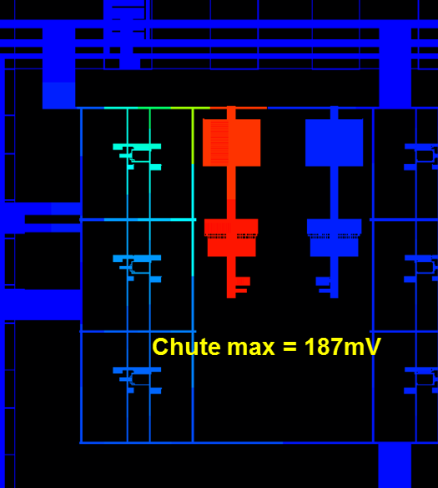 Chute max = 187mV